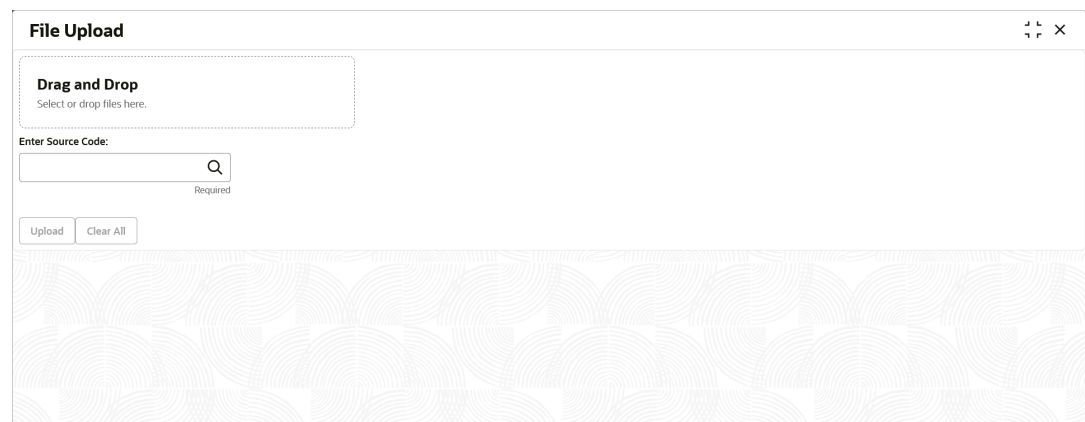 File Upload
Drag and Drop
Select or drop files here.
Enter Source Code:
Required
Upload Clear All